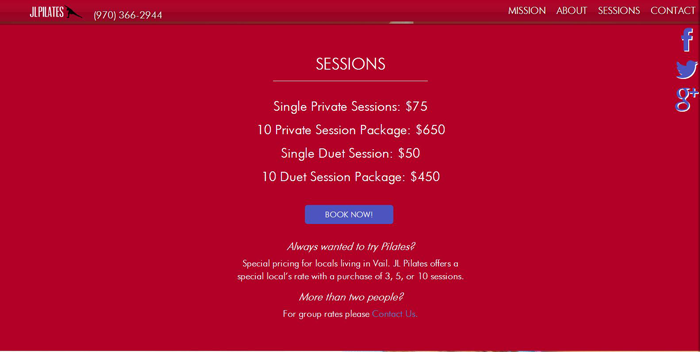 JLPILATES (970) 366-2944 MISSION ABOUT SESSIONS CONTACT
SESSIONS
Single Private Sessions: $75
10 Private Session Package: $650
Single Duet Session: $50
10 Duet Session Package: $450
BOOK NOW!
Always wanted to try Pilates?
Special pricing for locals living in Vail. JL Pilates offers a
special local's rate with a purchase of 3, 5, or 10 sessions.
More than two people?
For group rates please Contact Us.